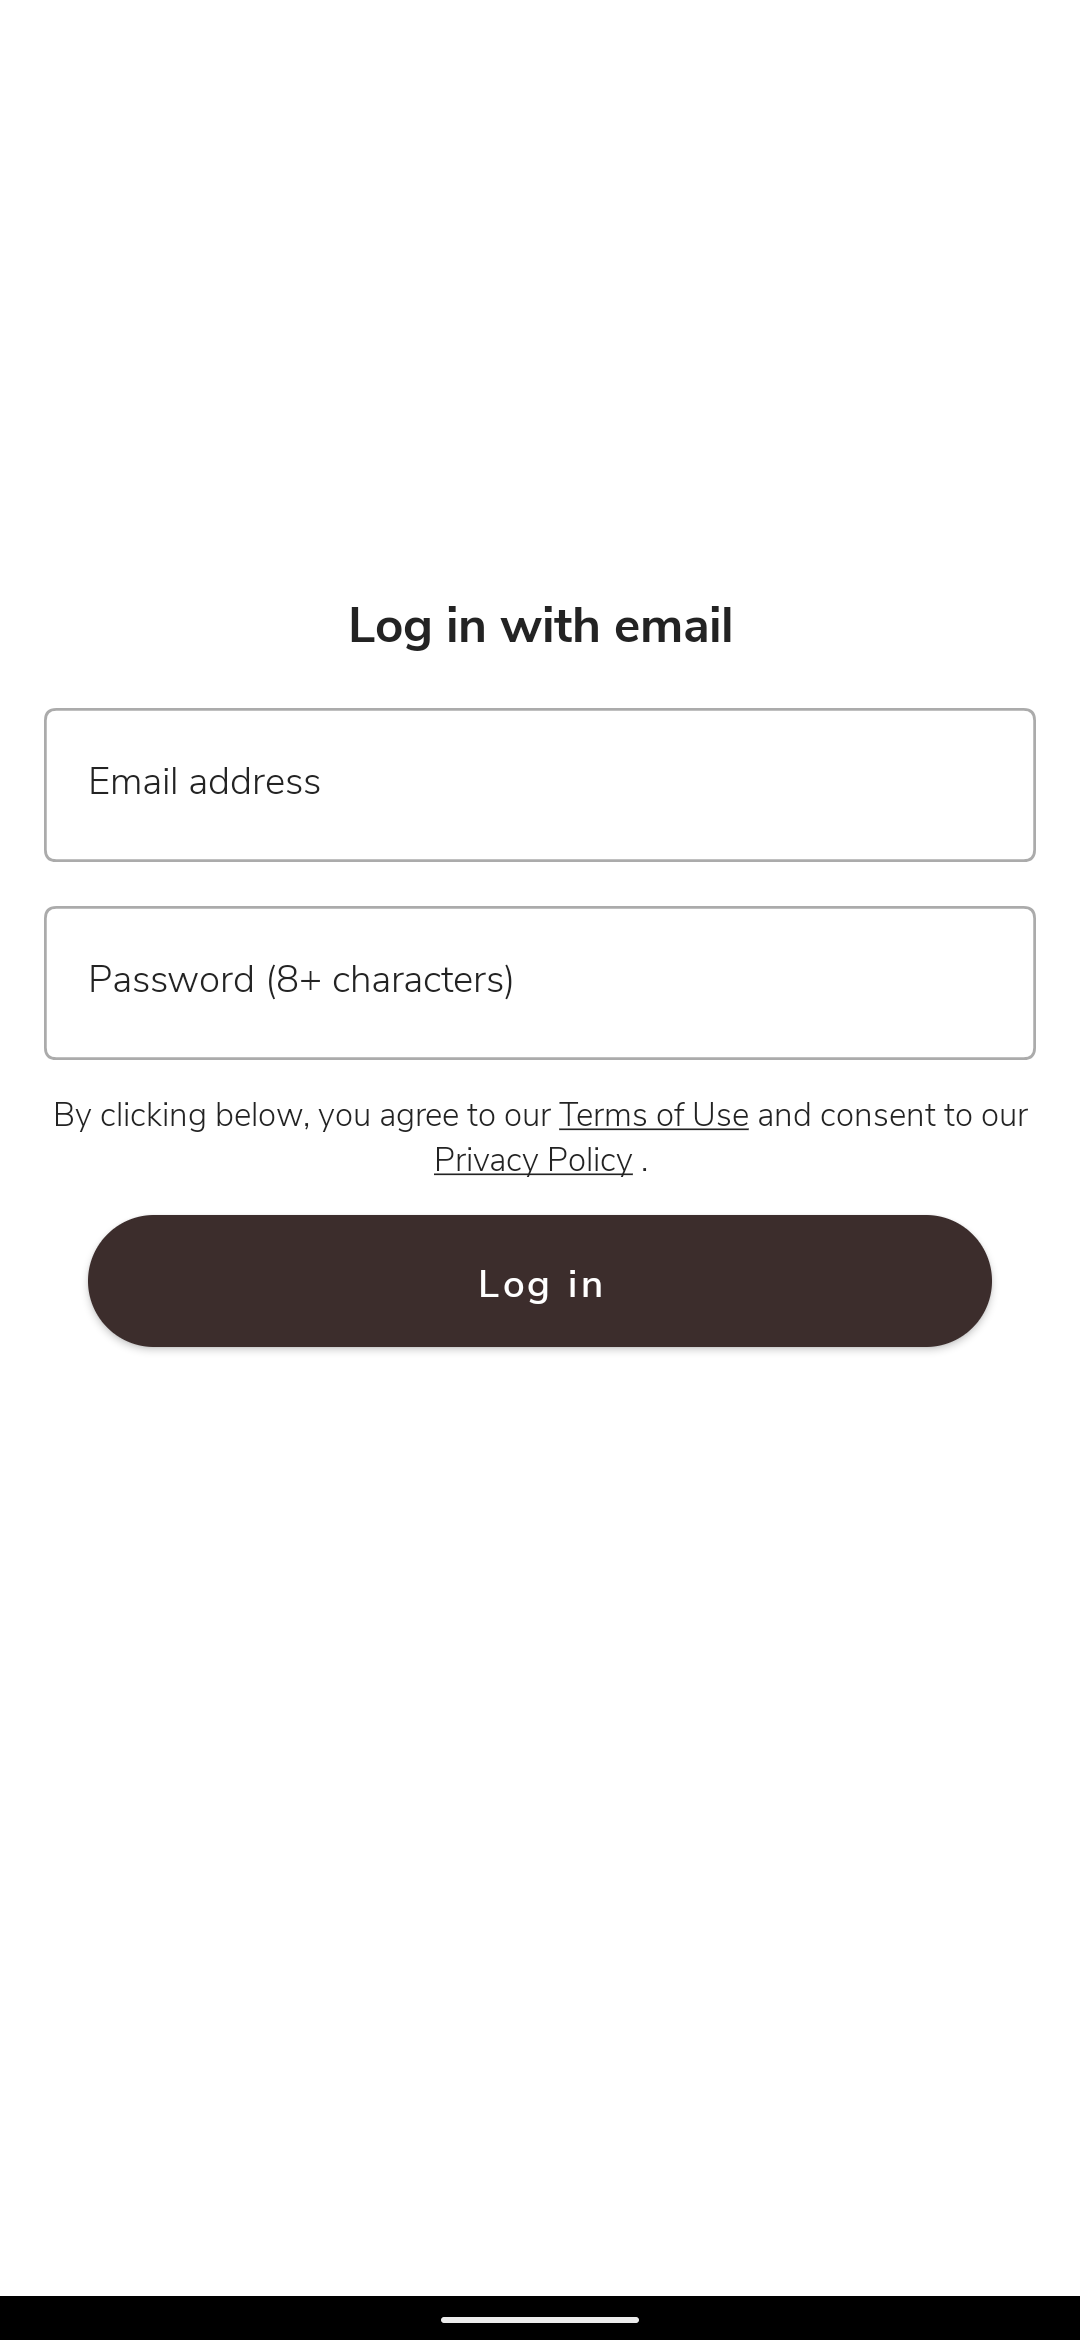 Log in with email
Email address
Password (8+ characters)
By clicking below, you agree to our Terms of Use and consent to our
Privacy Policy .
Log in